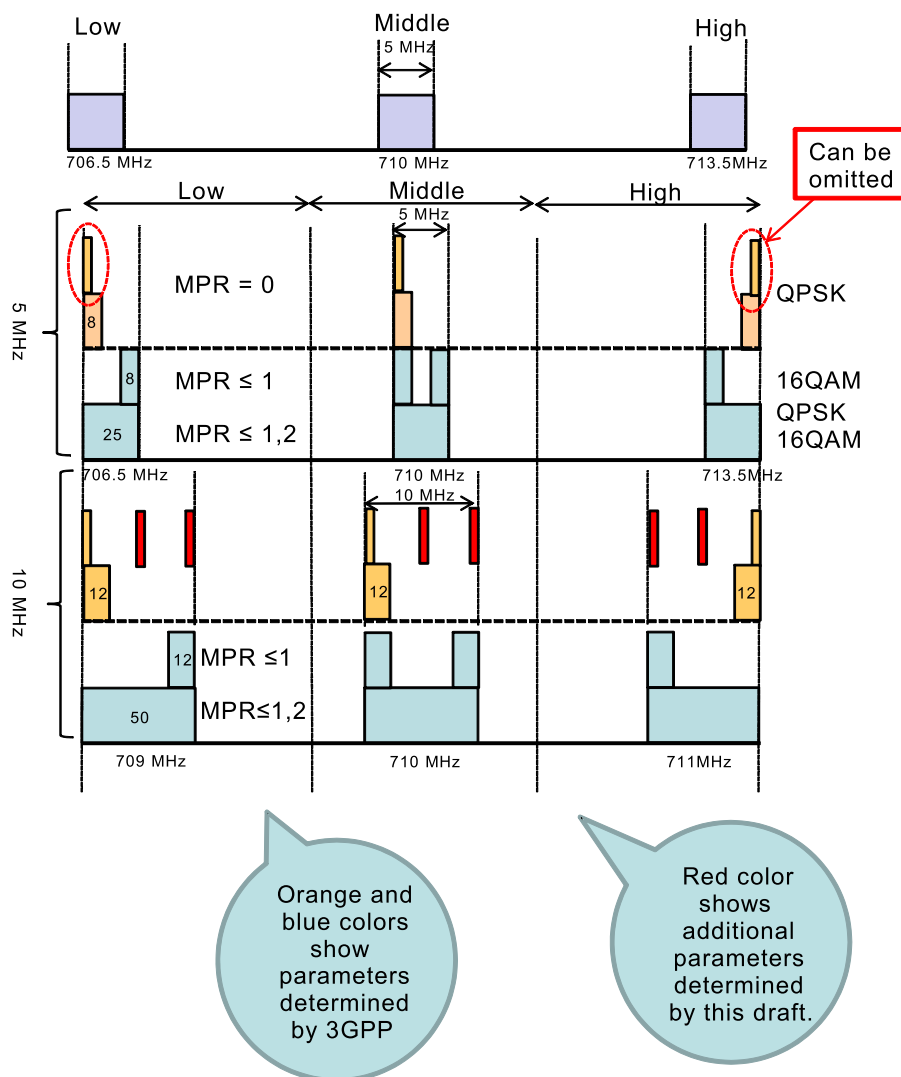 Low
Middle
High
5 MHz
706.5 MHz
710 MHz
713.5MHz
Can be
omitted
Low
Middle
High
5 MHz
5 MHz
MPR = 0
QPSK
8
MPR ≤ 1
8
16QAM
QPSK
25
MPR ≤ 1,2
16QAM
706.5 MHz
710 MHz
713.5MHz
10 MHz
10 MHz
12
12
12
12
MPR ≤1
50
MPR≤1,2
709 MHz
710 MHz
711MHz
Orange and
blue colors
show
parameters
determined
by 3GPP
Red color
shows
additional
parameters
determined
by this draft.